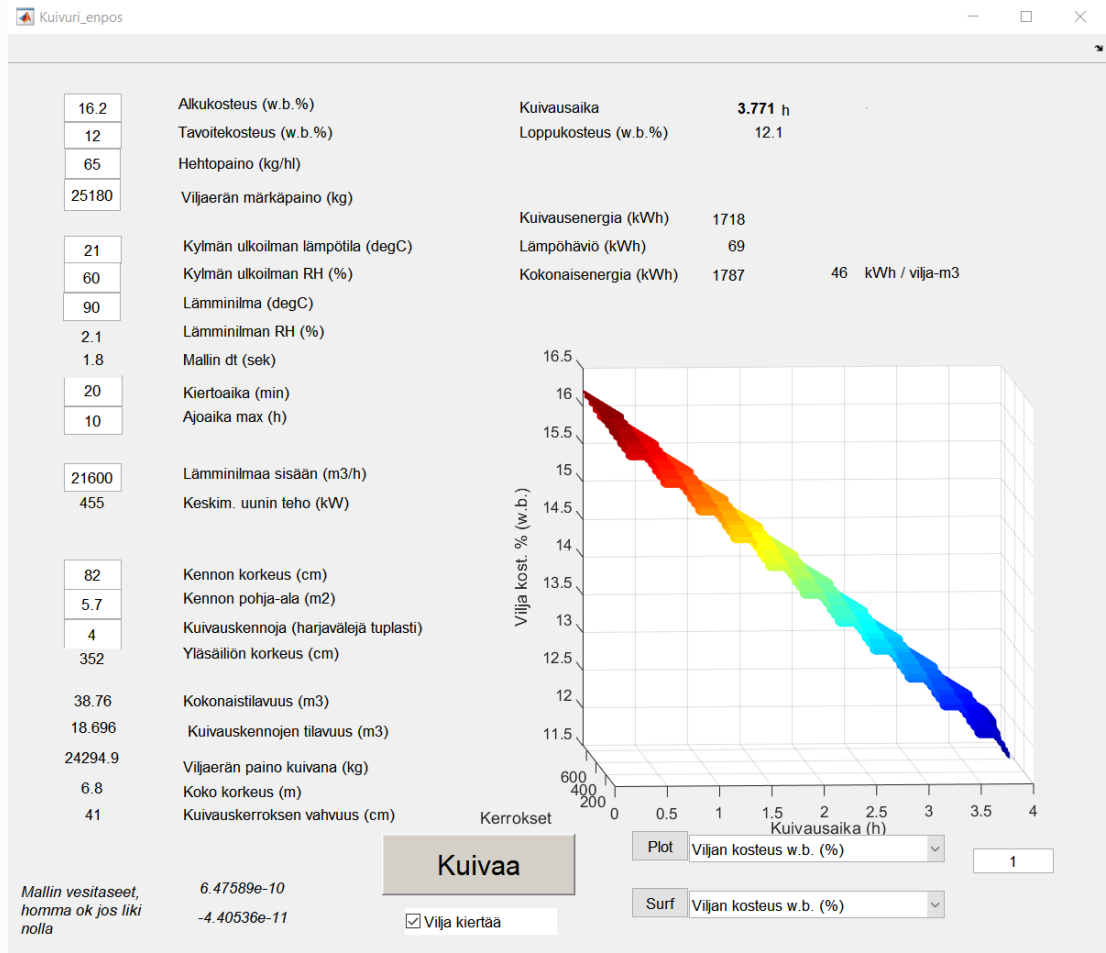 Kuivuri_enpos
16.2 Alkukosteus (w.b.%)
12 Tavoitekosteus (w.b.%)
65 Hehtopaino (kg/hl)
25180 Viljaerän märkäpaino (kg)
21 Kylmän ulkoilman lämpötila (degC)
60 Kylmän ulkoilman RH (%)
90 Lämminilma (degC)
2.1 Lämminilman RH (%)
1.8 Mallin dt (sek)
20 Kiertoaika (min)
10 Ajoaika max (h)
21600 Lämminilmaa sisään (m3/h)
455 Keskim. uunin teho (kW)
82 Kennon korkeus (cm)
5.7 Kennon pohja-ala (m2)
4 Kuivauskennoja (harjavälejä tuplasti)
352 Yläsäiliön korkeus (cm)
38.76 Kokonaistilavuus (m3)
18.696 Kuivauskennojen tilavuus (m3)
24294.9 Viljaerän paino kuivana (kg)
6.8 Koko korkeus (m)
41 Kuivauskerroksen vahvuus (cm)
Mallin vesitaseet,
homma ok jos liki
nolla
6.47589e-10
-4.40536e-11
Kuivausaika 3.771 h
Loppukosteus (w.b.%) 12.1
Kuivausenergia (kWh) 1718
Lämpöhäviö (kWh) 69
Kokonaisenergia (kWh) 1787 46 kWh / vilja-m3
16.5
16
15.5
15
14.5
14
13.5
13
12.5
12
11.5
Vilja kost. % (w.b.)
600
400
200
Kerrokset
0 0.5 1 1.5 2 2.5 3 3.5 4
Kuivausaika (h)
Kuivaa
Vilja kiertää
Plot Viljan kosteus w.b. (%) 1
Surf Viljan kosteus w.b. (%)